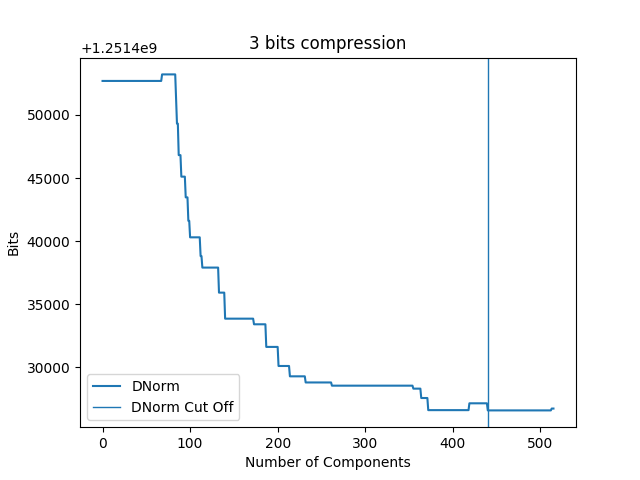 3 bits compression
+1.2514e9
50000
45000
40000
35000
30000
Bits
DNorm
DNorm Cut Off
0 100 200 300 400 500
Number of Components